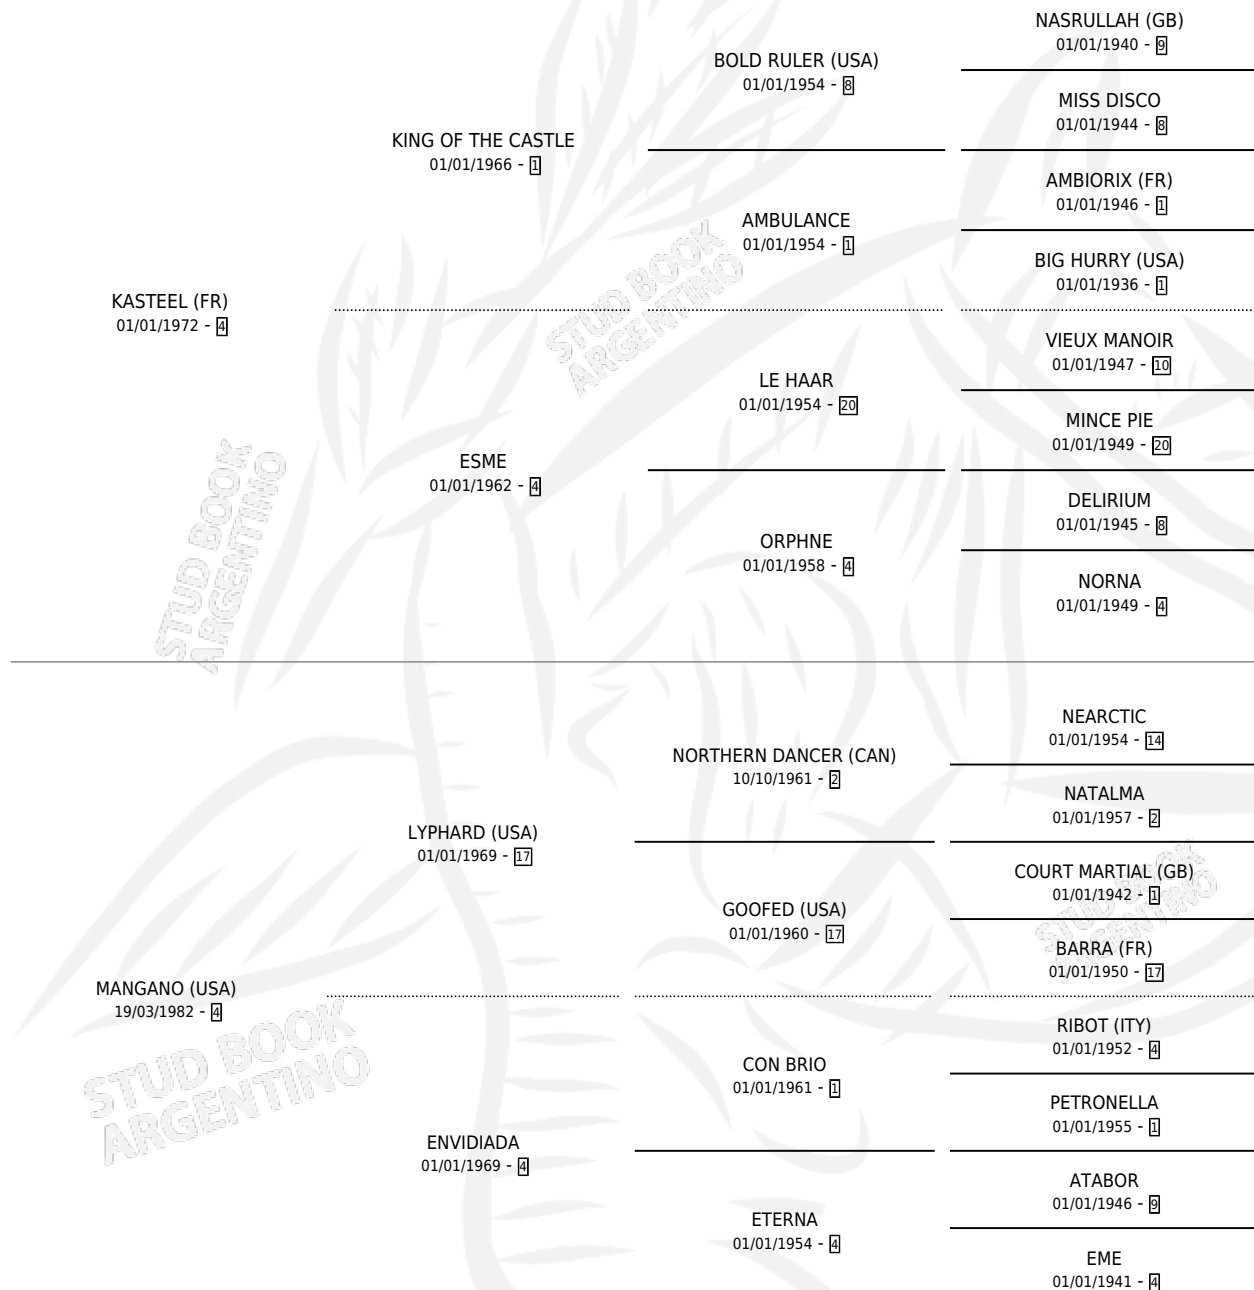 NASRULLAH (GB)
01/01/1940 - 9
BOLD RULER (USA)
01/01/1954 - 8
MISS DISCO
01/01/1944 - 8
KING OF THE CASTLE
01/01/1966 - 1
AMBIORIX (FR)
01/01/1946 - 1
AMBULANCE
01/01/1954 - 1
BIG HURRY (USA)
01/01/1936 - 1
KASTEEL (FR)
01/01/1972 - 4
VIEUX MANOIR
01/01/1947 - 10
LE HAAR
01/01/1954 - 20
MINCE PIE
01/01/1949 - 20
ESME
01/01/1962 - 4
DELIRIUM
01/01/1945 - 8
ORPHNE
01/01/1958 - 4
NORNA
01/01/1949 - 4
NEARCTIC
01/01/1954 - 14
NORTHERN DANCER (CAN)
10/10/1961 - 2
NATALMA
01/01/1957 - 2
LYPHARD (USA)
01/01/1969 - 17
COURT MARTIAL (GB)
01/01/1942 - 1
GOOFED (USA)
01/01/1960 - 17
BARRA (FR)
01/01/1950 - 17
MANGANO (USA)
19/03/1982 - 4
RIBOT (ITY)
01/01/1952 - 4
CON BRIO
01/01/1961 - 1
PETRONELLA
01/01/1955 - 1
ENVIDIADA
01/01/1969 - 4
ATABOR
01/01/1946 - 9
ETERNA
01/01/1954 - 4
EME
01/01/1941 - 4
STUD BOOK
ARGENTINO
STUD BOOK
ARGENTINO
STUD BOOK
ARGENTINO
STUD BOOK
ARGENTINO